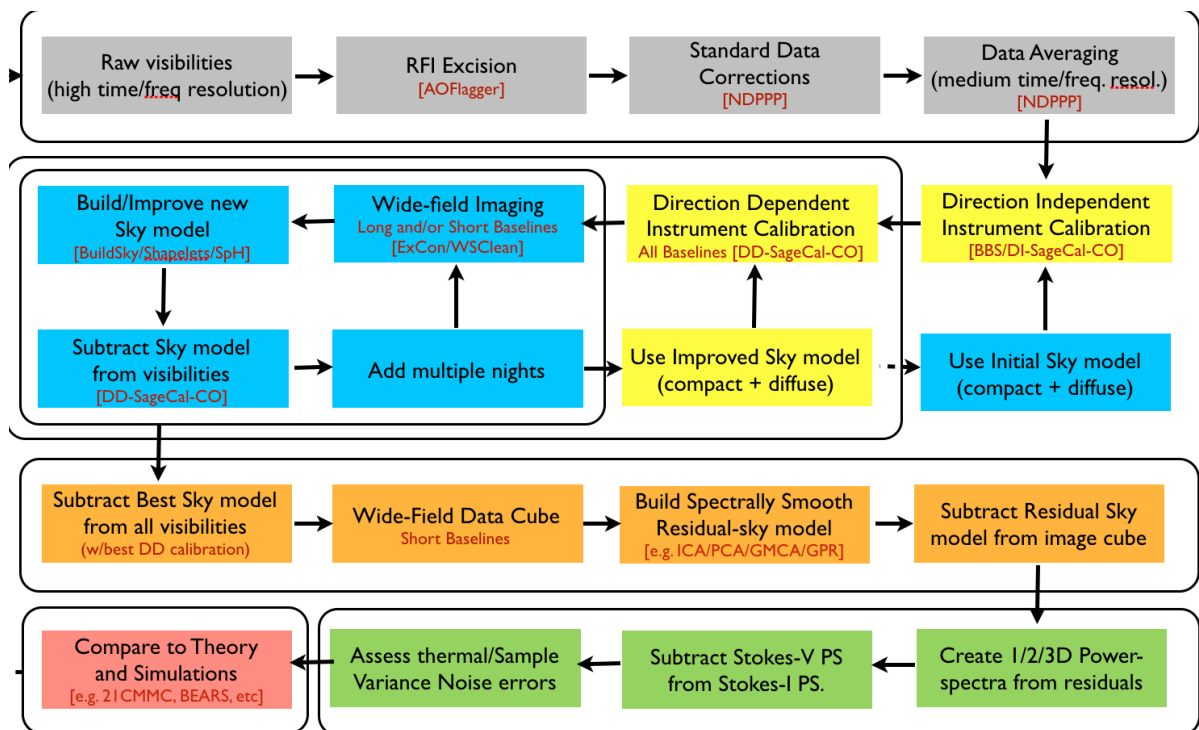 Raw visibilities
(high time/freq resolution)
RFI Excision
[AOFlagger]
Standard Data
Corrections
[NDPPP]
Data Averaging
(medium time/freq. resol.)
[NDPPP]
Build/Improve new
Sky model
[BuildSky/Shapelets/SpH]
Wide-field Imaging
Long and/or Short Baselines
[ExCon/WSClean]
Direction Dependent
Instrument Calibration
All Baselines [DD-SageCal-CO]
Direction Independent
Instrument Calibration
[BBS/DI-SageCal-CO]
Subtract Sky model
from visibilities
[DD-SageCal-CO]
Add multiple nights
Use Improved Sky model
(compact + diffuse)
Use Initial Sky model
(compact + diffuse)
Subtract Best Sky model
from all visibilities
(w/best DD calibration)
Wide-Field Data Cube
Short Baselines
Build Spectrally Smooth
Residual-sky model
[e.g. ICA/PCA/GMCA/GPR]
Subtract Residual Sky
model from image cube
Compare to Theory
and Simulations
[e.g. 21CMMC, BEARS, etc]
Assess thermal/Sample
Variance Noise errors
Subtract Stokes-V PS
from Stokes-I PS.
Create 1/2/3D Power-
spectra from residuals